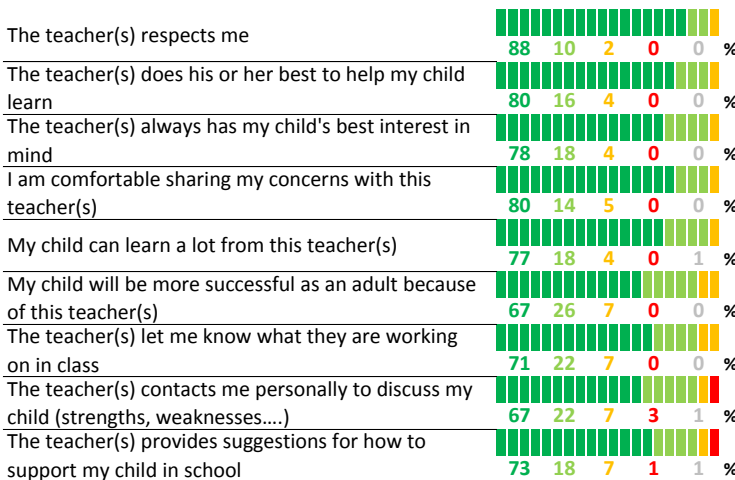 The teacher(s) respects me
88 10 2 0 0 %
The teacher(s) does his or her best to help my child
learn
80 16 4 0 0 %
The teacher(s) always has my child's best interest in
mind
78 18 4 0 0 %
I am comfortable sharing my concerns with this
teacher(s)
80 14 5 0 0 %
My child can learn a lot from this teacher(s)
77 18 4 0 1 %
My child will be more successful as an adult because
of this teacher(s)
67 26 7 0 0 %
The teacher(s) let me know what they are working
on in class
71 22 7 0 0 %
The teacher(s) contacts me personally to discuss my
child (strengths, weaknesses....)
67 22 7 3 1 %
The teacher(s) provides suggestions for how to
support my child in school
73 18 7 1 1 %